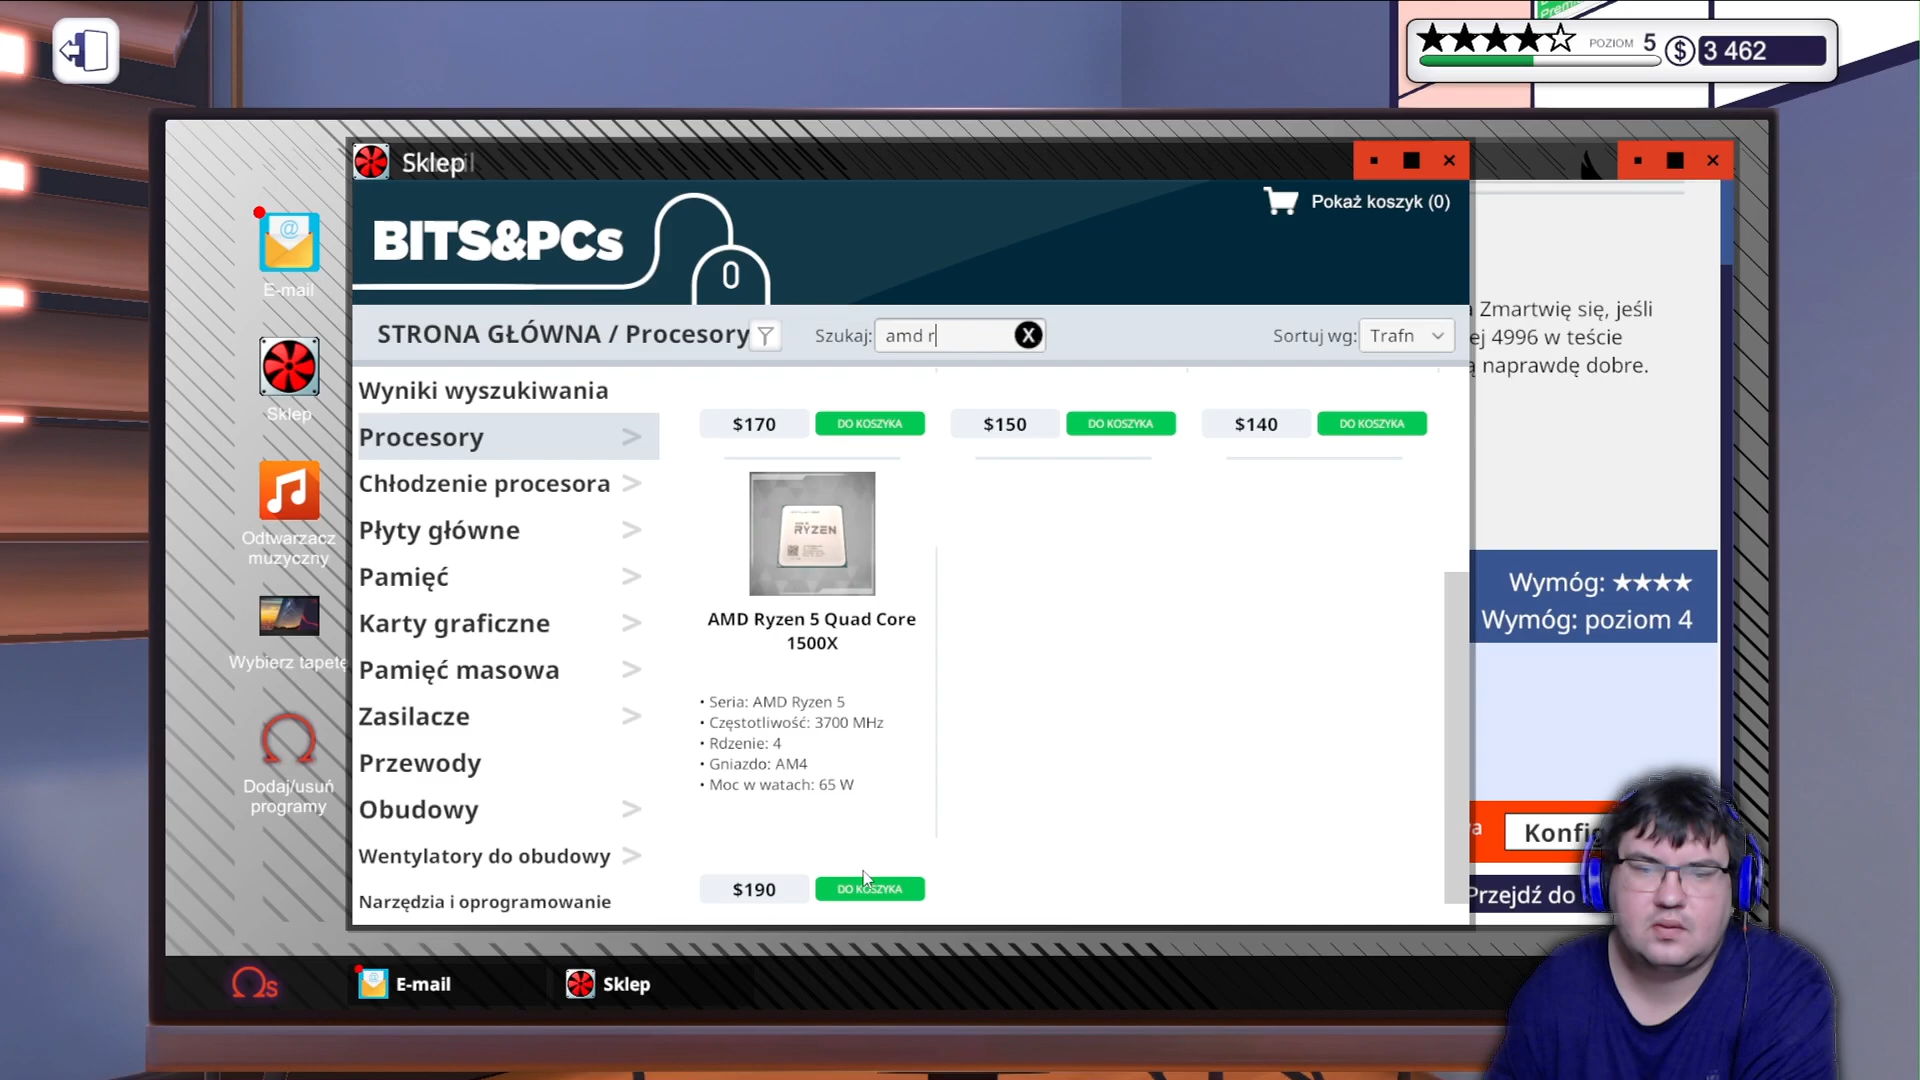 POZIOM 5
3 462
Sklep
Pokaż koszyk (0)
BITS&PCs
STRONA GŁÓWNA / Procesory
Szukaj:
amd r
Sortuj wg:
Trafn
Wyniki wyszukiwania
Procesory
Chłodzenie procesora
Płyty główne
Pamięć
Karty graficzne
Pamięć masowa
Zasilacze
Przewody
Obudowy
Wentylatory do obudowy
Narzędzia i oprogramowanie
$170
DO KOSZYKA
$150
DO KOSZYKA
$140
DO KOSZYKA
RYZEN
AMD Ryzen 5 Quad Core
1500X
• Seria: AMD Ryzen 5
• Częstotliwość: 3700 MHz
• Rdzenie: 4
• Gniazdo: AM4
• Moc w watach: 65 W
$190
DO KOSZYKA
E-mail
Sklep
Odtwarzacz
muzyczny
Wybierz tapetę
Dodaj/usuń
programy
Zmartwię się, jeśli
ej 4996 w teście
ą naprawdę dobre.
Wymóg: ★★★★
Wymóg: poziom 4
Konfig
Przejdź do
E-mail
Sklep